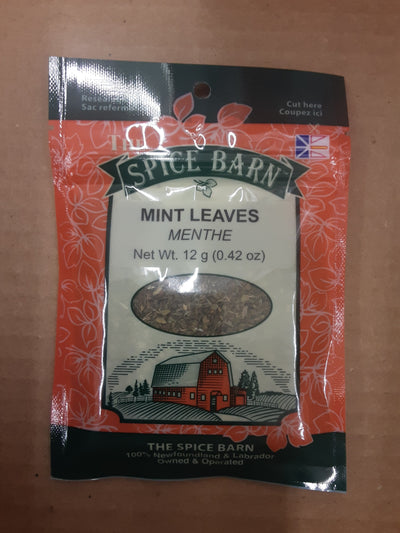 Resealable
Sac refermable
Cut here
Coupez ici
THE
SPICE BARN
MINT LEAVES
MENTHE
Net Wt. 12 g (0.42 oz)
THE SPICE BARN
100% Newfoundland & Labrador
Owned & Operated